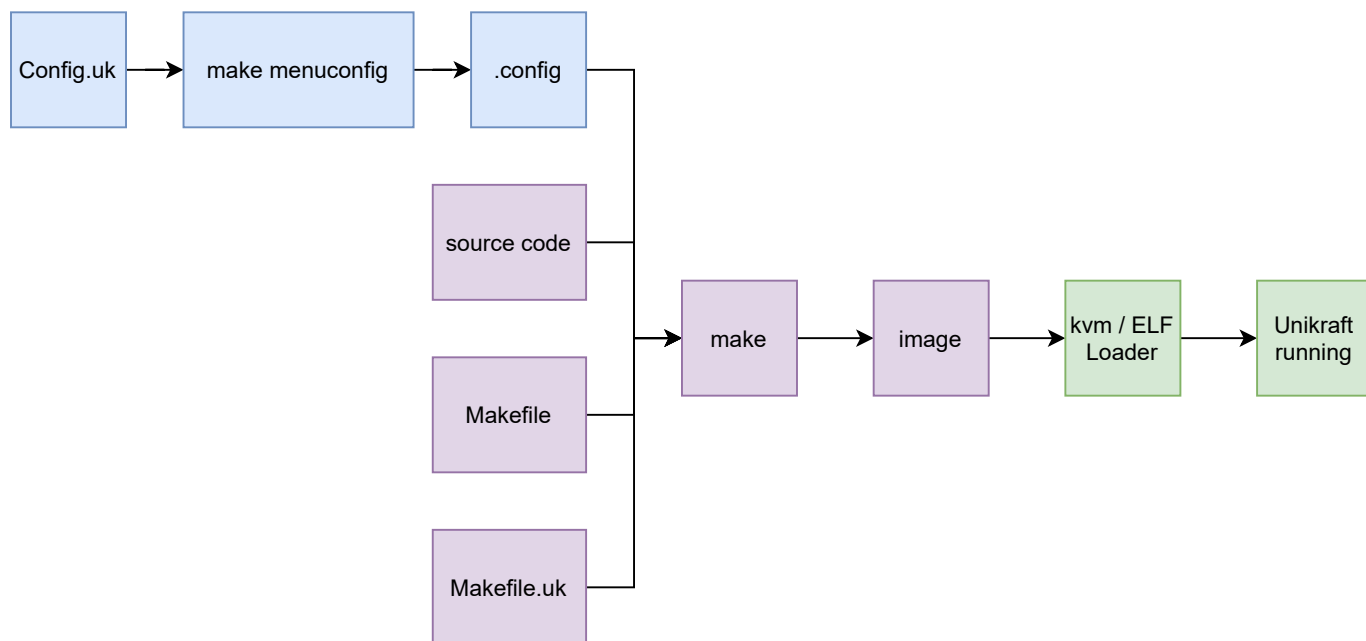 Config.uk
make menuconfig
.config
source code
make
image
kvm / ELF
Loader
Unikraft
running
Makefile
Makefile.uk